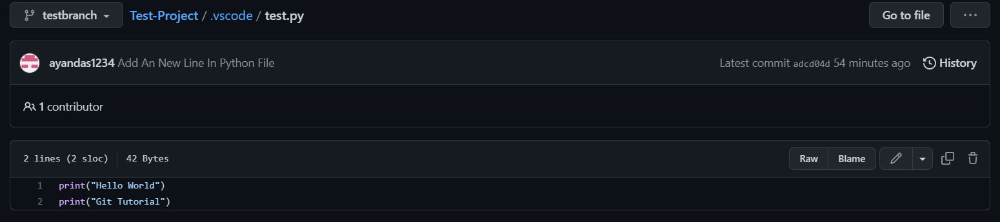 testbranch Test-Project / .vscode / test.py Go to file ...
ayandas1234 Add An New Line In Python File Latest commit adcd04d 54 minutes ago History
1 contributor
2 lines (2 sloc) 42 Bytes Raw Blame
1 print("Hello World")
2 print("Git Tutorial")